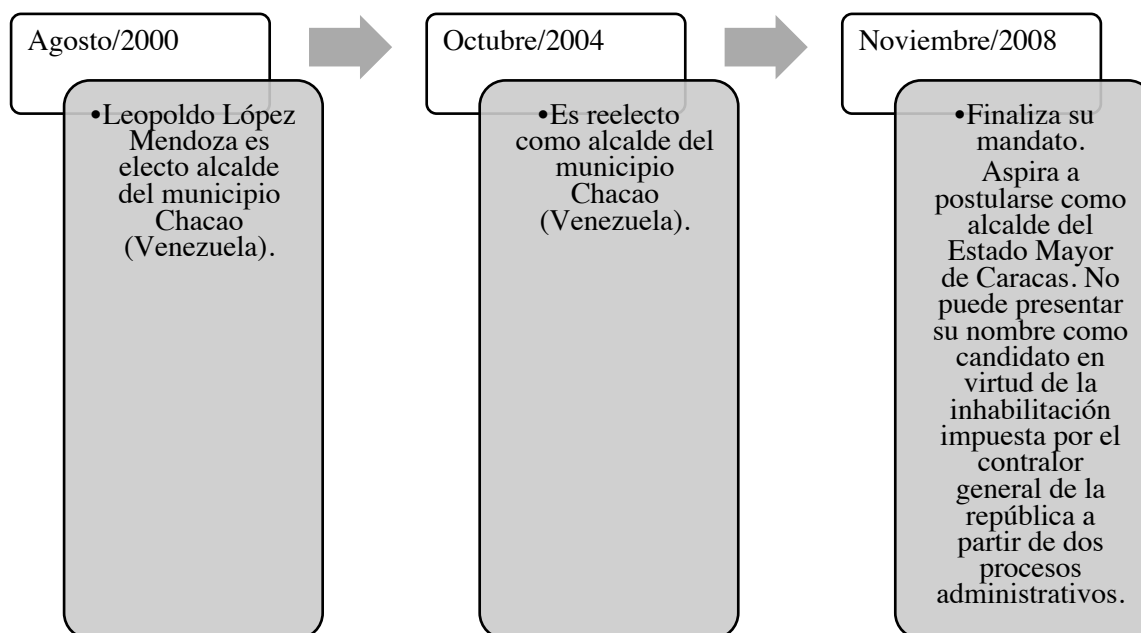 Agosto/2000
•Leopoldo López
Mendoza es
electo alcalde
del municipio
Chacao
(Venezuela).
Octubre/2004
•Es reelecto
como alcalde del
municipio
Chacao
(Venezuela).
Noviembre/2008
•Finaliza su
mandato.
Aspira a
postularse como
alcalde del
Estado Mayor
de Caracas. No
puede presentar
su nombre como
candidato en
virtud de la
inhabilitación
impuesta por el
contralor
general de la
república a
partir de dos
procesos
administrativos.